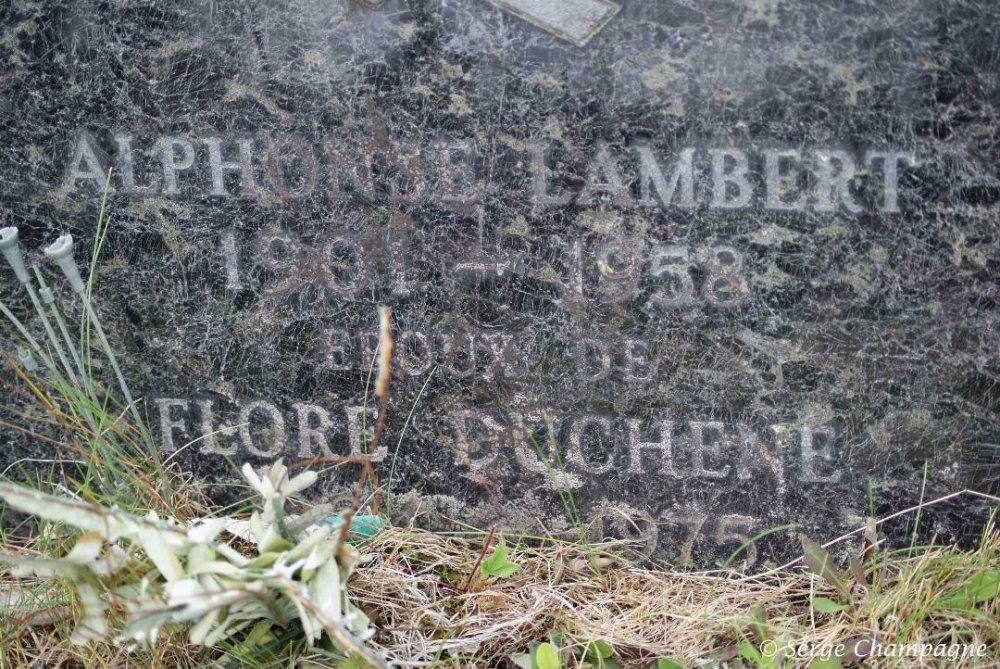 ALPHONSE LAMBERT
1901 - 1958
EPOUX DE
FLORE DUCHENE
1975
© Serge Champagne